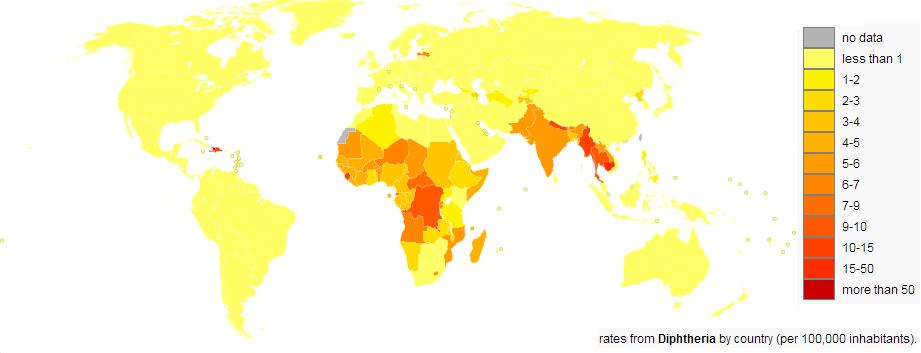 no data
less than 1
1-2
2-3
3-4
4-5
5-6
6-7
7-9
9-10
10-15
15-50
more than 50
rates from Diphtheria by country (per 100,000 inhabitants).